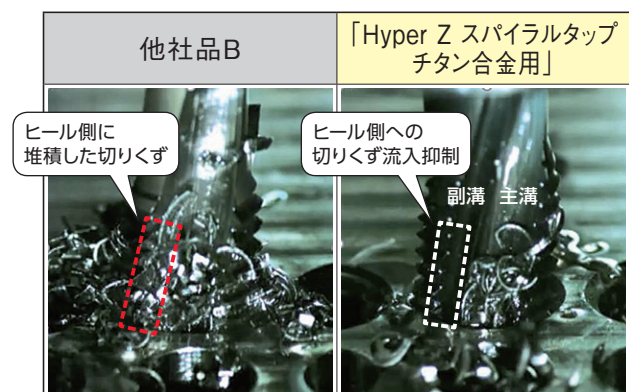 他社品B
「Hyper Z スパイラルタップ
チタン合金用」
ヒール側に
堆積した切りくず
ヒール側への
切りくず流入抑制
副溝 主溝